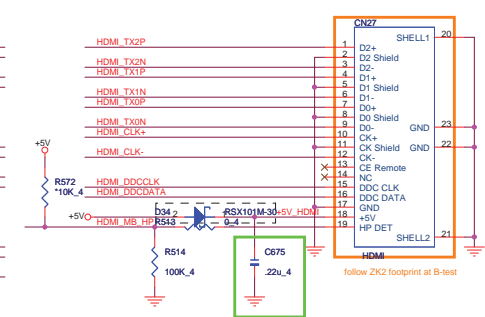 CN27
HDMI_TX2P
HDMI_TX2N
HDMI_TX1P
HDMI_TX1N
HDMI_TX0P
HDMI_TX0N
HDMI_CLK+
HDMI_CLK-
HDMI_DDCCLK
HDMI_DDCDATA
HDMI_MB_HP
1 D2+
2 D2 Shield
3 D2-
4 D1+
5 D1 Shield
6 D1-
7 D0+
8 D0 Shield
9 D0-
10 CK+
11 CK Shield
12 CK-
13 CE Remote
14 NC
15 DDC CLK
16 DDC DATA
17 GND
18 +5V
19 HP DET
SHELL1 20
GND 23
GND 22
SHELL2 21
HDMI
follow ZK2 footprint at B-test
+5V
R572
*10K_4
+5V
D34 2
RSX101M-30
+5V_HDMI
R513
0_4
R514
100K_4
C675
.22u_4